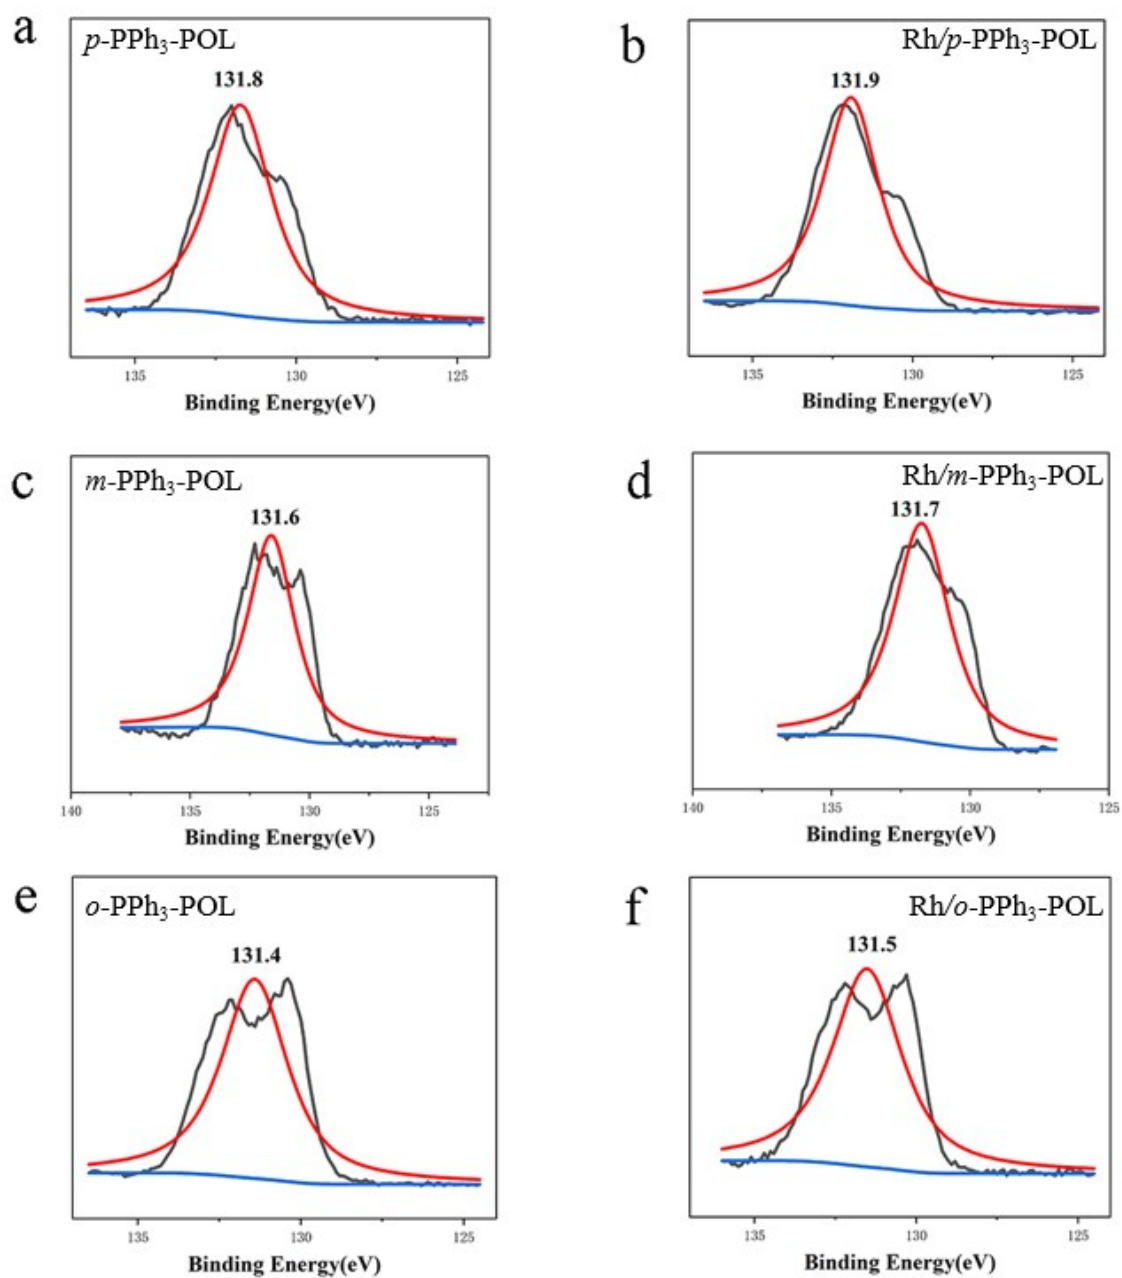 a
p-PPh₃-POL
131.8
135 130 125
Binding Energy(eV)
b
Rh/p-PPh₃-POL
131.9
135 130 125
Binding Energy(eV)
c
m-PPh₃-POL
131.6
140 135 130 125
Binding Energy(eV)
d
Rh/m-PPh₃-POL
131.7
140 135 130 125
Binding Energy(eV)
e
o-PPh₃-POL
131.4
135 130 125
Binding Energy(eV)
f
Rh/o-PPh₃-POL
131.5
135 130 125
Binding Energy(eV)